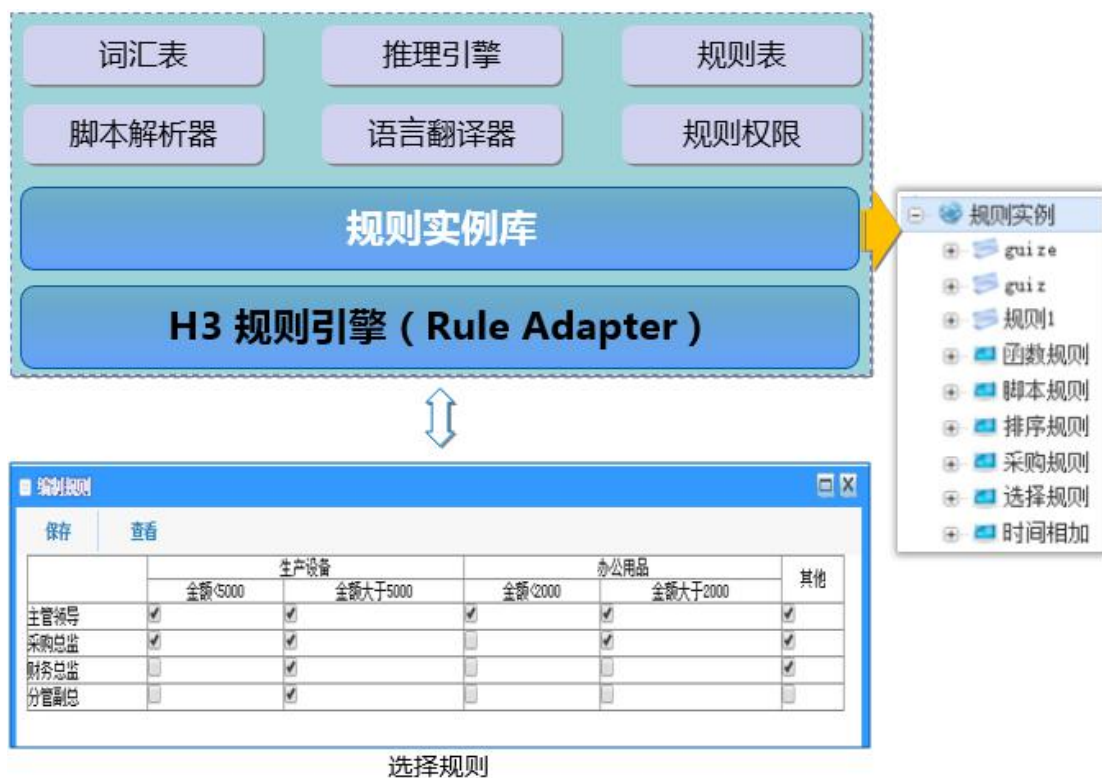 词汇表 推理引擎 规则表
脚本解析器 语言翻译器 规则权限
规则实例库
H3 规则引擎（Rule Adapter）
规则实例
guize
guiz
规则1
函数规则
脚本规则
排序规则
采购规则
选择规则
时间相加
编制规则
保存 查看
生产设备 办公用品 其他
金额<5000 金额大于5000 金额<2000 金额大于2000
主管领导
采购总监
财务总监
分管副总
选择规则